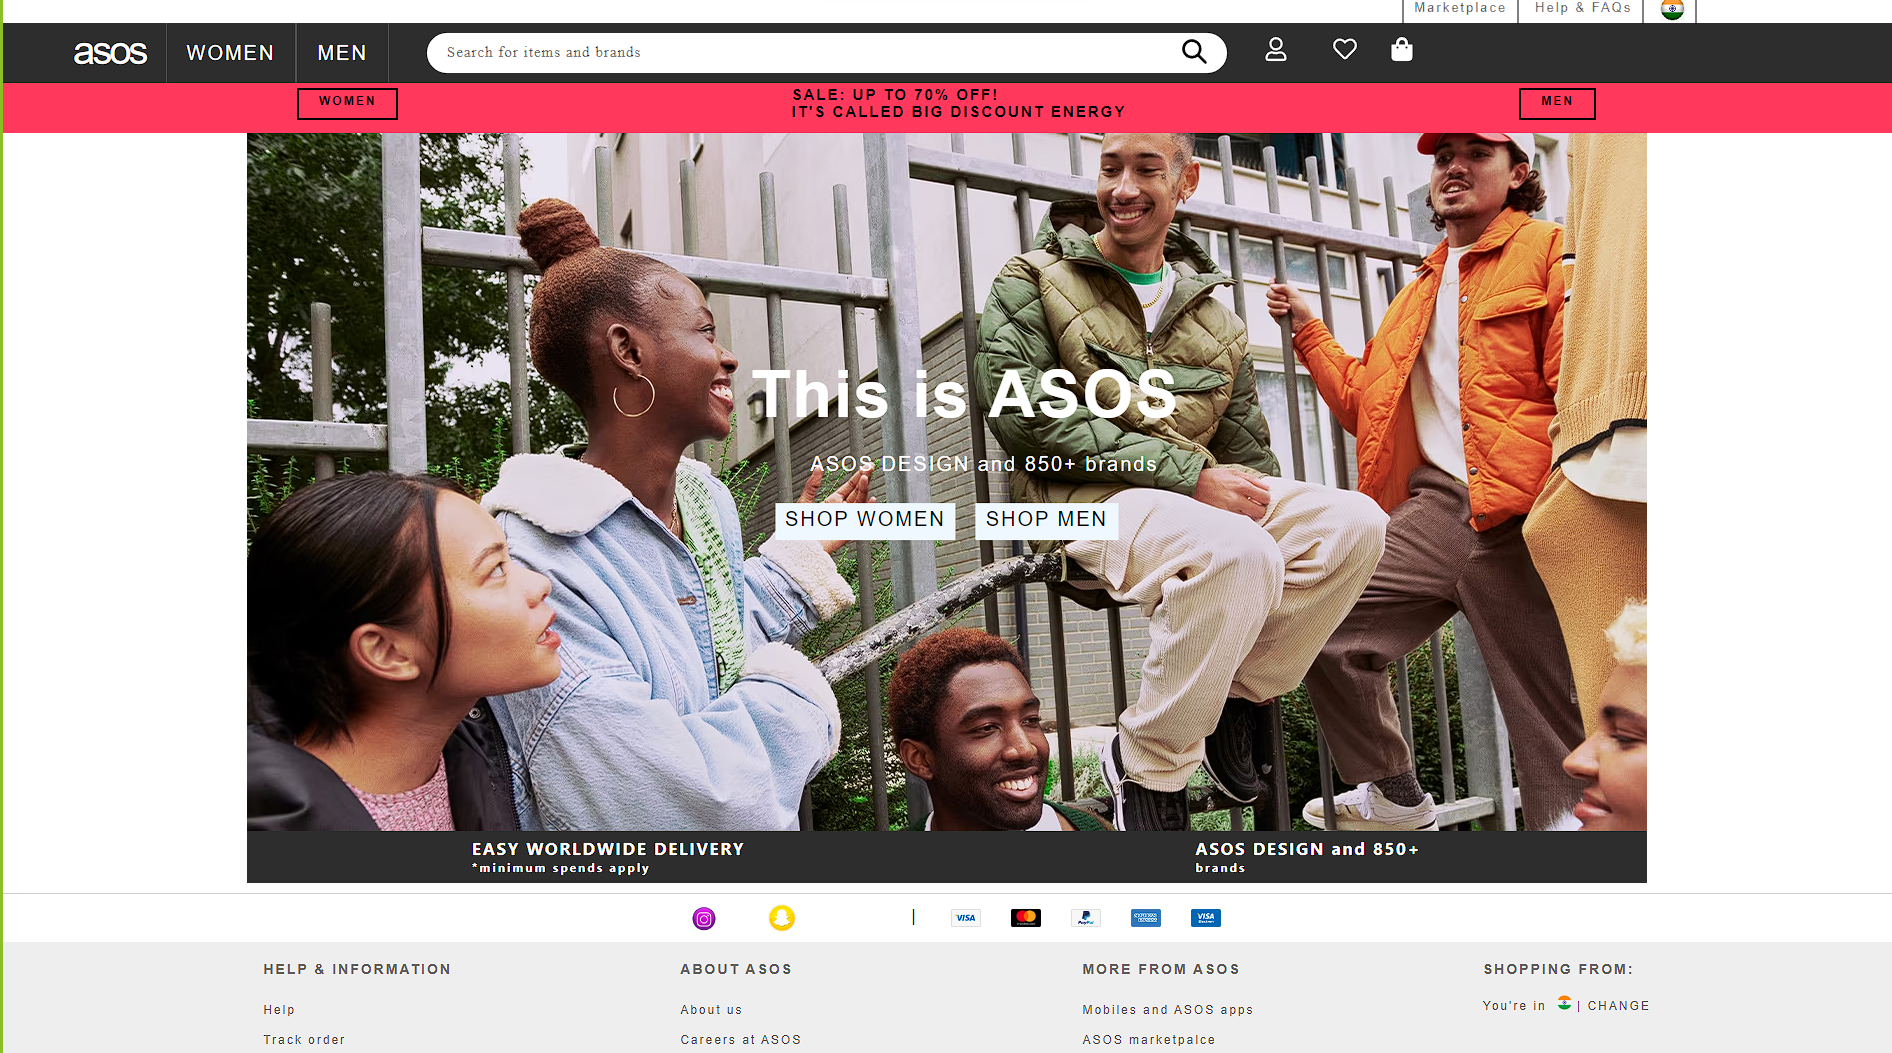 Marketplace
Help & FAQs
asos
WOMEN
MEN
Search for items and brands
WOMEN
SALE: UP TO 70% OFF!
IT'S CALLED BIG DISCOUNT ENERGY
MEN
This is ASOS
ASOS DESIGN and 850+ brands
SHOP WOMEN
SHOP MEN
EASY WORLDWIDE DELIVERY
*minimum spends apply
ASOS DESIGN and 850+
brands
|
VISA
PayPal
VISA
Electron
HELP & INFORMATION
ABOUT ASOS
MORE FROM ASOS
SHOPPING FROM:
Help
About us
Mobiles and ASOS apps
You're in | CHANGE
Track order
Careers at ASOS
ASOS marketpalce